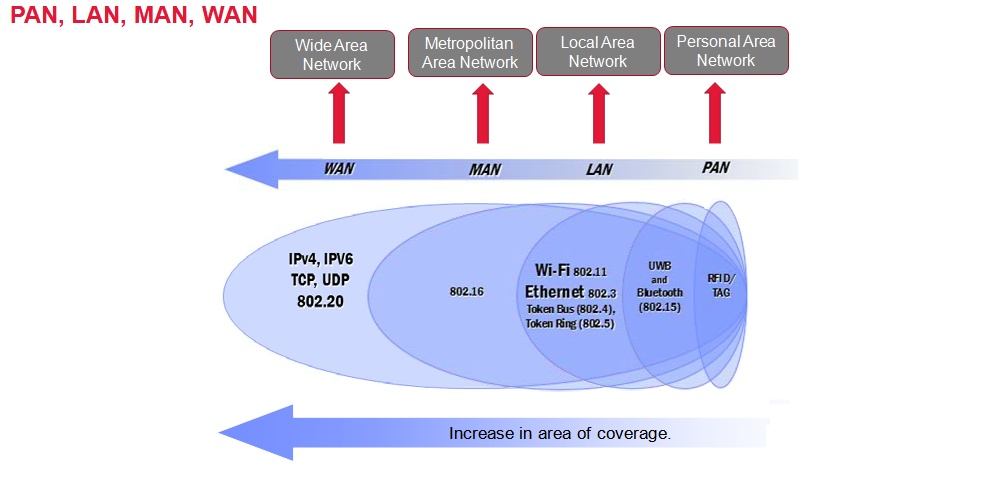 PAN, LAN, MAN, WAN
Wide Area
Network
Metropolitan
Area Network
Local Area
Network
Personal Area
Network
WAN
MAN
LAN
PAN
IPv4, IPV6
TCP, UDP
802.20
802.16
Wi-Fi 802.11
Ethernet 802.3
Token Bus (802.4),
Token Ring (802.5)
UWB
and
Bluetooth
(802.15)
RFID/
TAG
Increase in area of coverage.